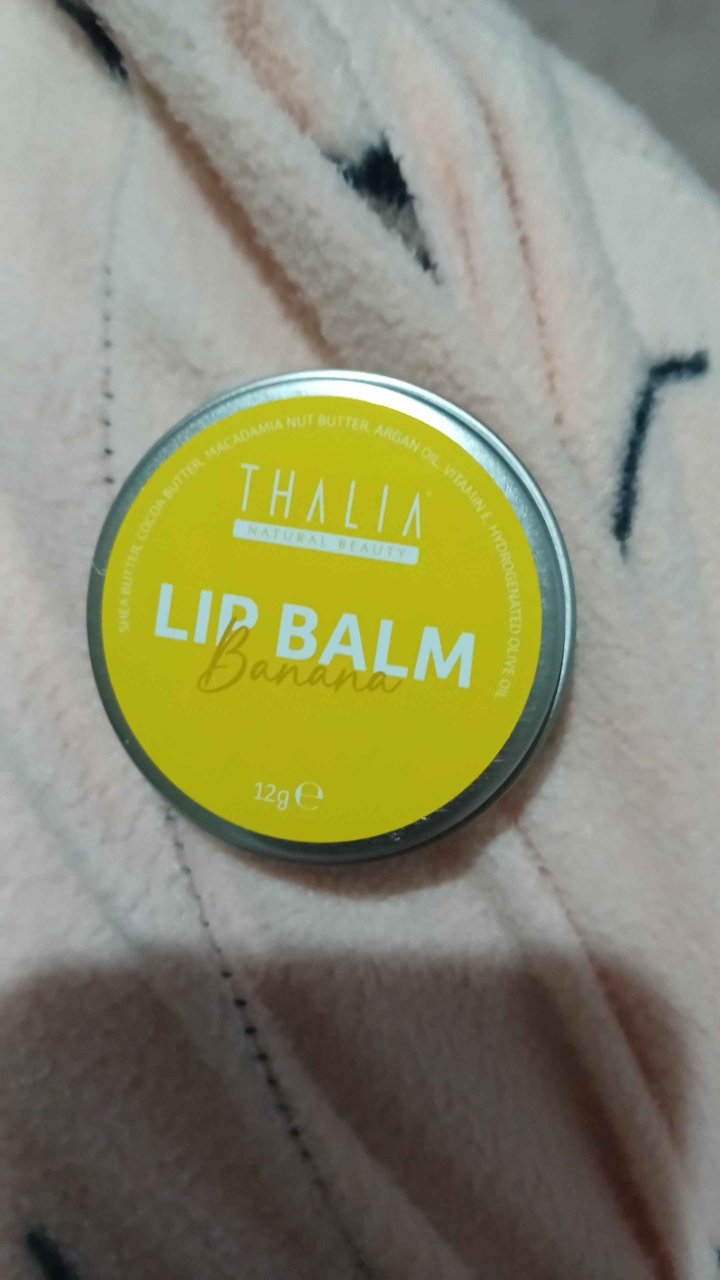 SHEA BUTTER, COCOA BUTTER, MACADAMIA NUT BUTTER, ARGAN OIL, VITAMIN E, HYDROGENATED OLIVE OIL
THALIA
NATURAL BEAUTY
LIP BALM
Banana
12g ℮